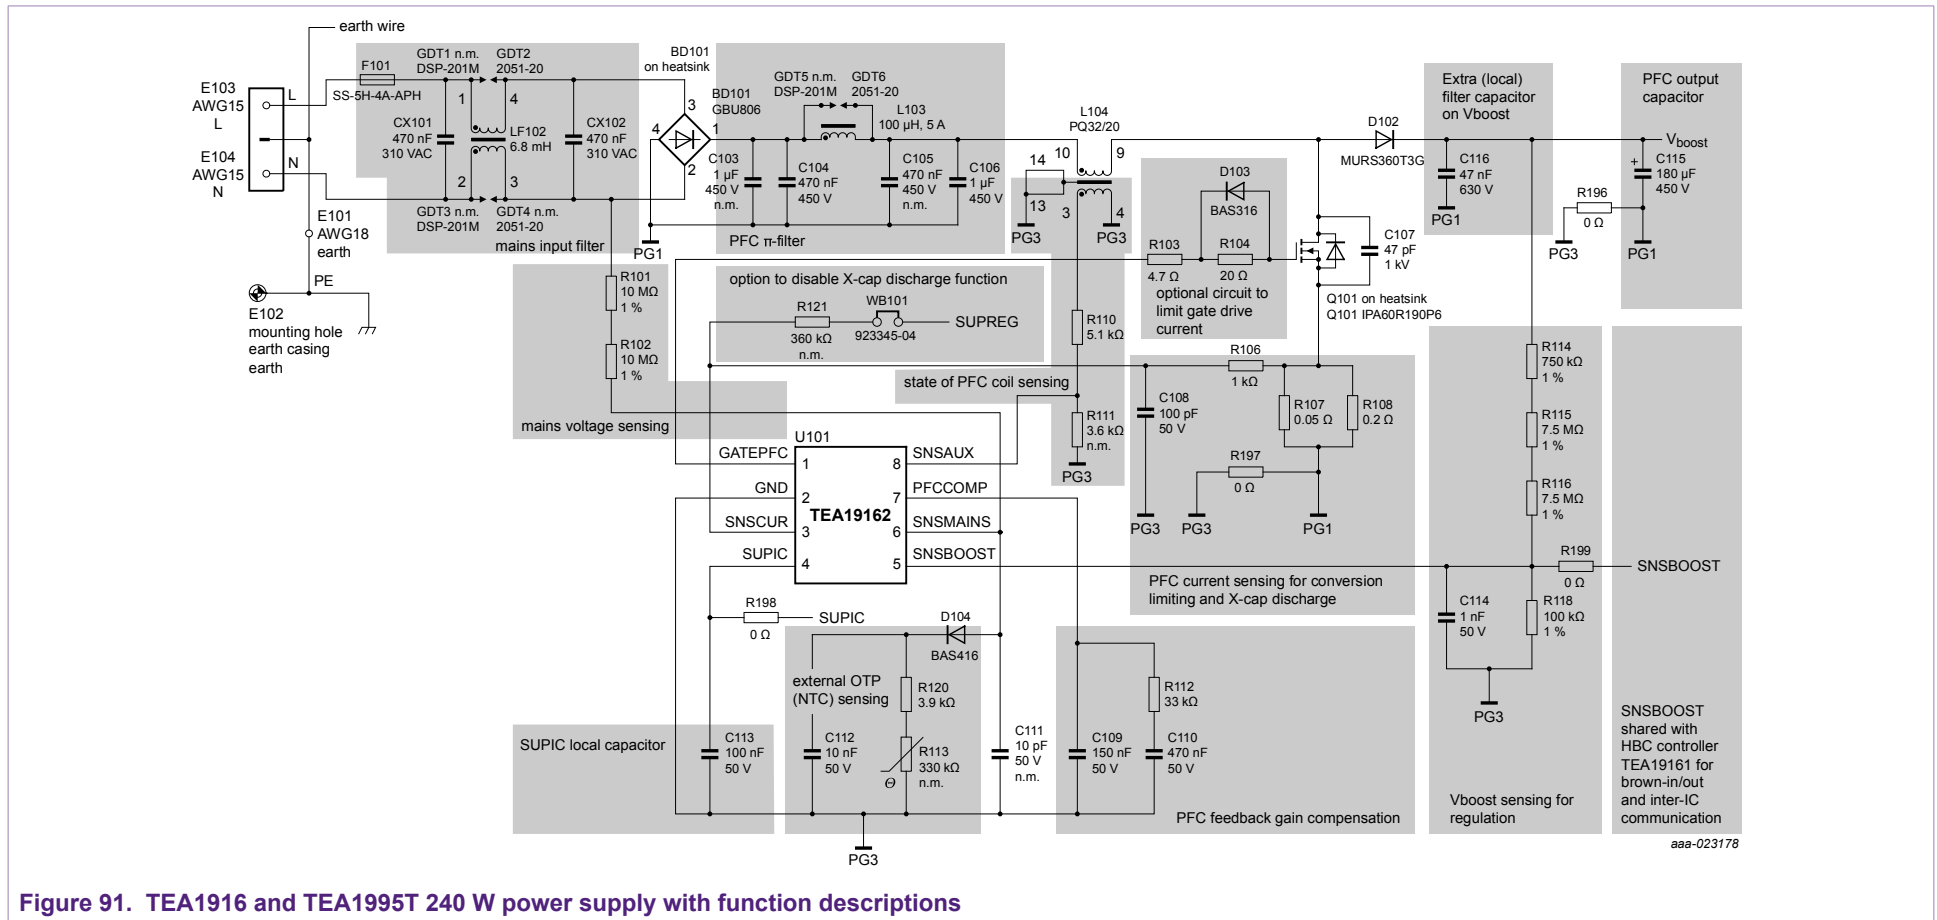 earth wire
E103
AWG15
L
L
N
E104
AWG15
N
E101
AWG18
earth
PE
E102
mounting hole
earth casing
earth
F101
SS-5H-4A-APH
GDT1 n.m.
DSP-201M
GDT2
2051-20
1
4
CX101
470 nF
310 VAC
LF102
6.8 mH
CX102
470 nF
310 VAC
2
3
GDT3 n.m.
DSP-201M
GDT4 n.m.
2051-20
mains input filter
BD101
on heatsink
BD101
GBU806
3
4
1
2
PG1
GDT5 n.m.
DSP-201M
GDT6
2051-20
L103
100 µH, 5 A
C103
1 µF
450 V
n.m.
C104
470 nF
450 V
C105
470 nF
450 V
n.m.
C106
1 µF
450 V
PFC π-filter
L104
PQ32/20
10
9
14
13
3
4
PG3
PG3
D103
BAS316
R103
4.7 Ω
R104
20 Ω
optional circuit to
limit gate drive
current
D102
MURS360T3G
C107
47 pF
1 kV
Q101 on heatsink
Q101 IPA60R190P6
Extra (local)
filter capacitor
on Vboost
C116
47 nF
630 V
PG1
PFC output
capacitor
Vboost
+
C115
180 µF
450 V
R196
0 Ω
PG3
PG1
R101
10 MΩ
1 %
R102
10 MΩ
1 %
mains voltage sensing
option to disable X-cap discharge function
R121
360 kΩ
n.m.
WB101
923345-04
SUPREG
R110
5.1 kΩ
state of PFC coil sensing
R111
3.6 kΩ
n.m.
PG3
R106
1 kΩ
C108
100 pF
50 V
R107
0.05 Ω
R108
0.2 Ω
R197
0 Ω
PG3
PG3
PG1
PFC current sensing for conversion
limiting and X-cap discharge
R114
750 kΩ
1 %
R115
7.5 MΩ
1 %
R116
7.5 MΩ
1 %
R199
0 Ω
SNSBOOST
C114
1 nF
50 V
R118
100 kΩ
1 %
PG3
Vboost sensing for
regulation
SNSBOOST
shared with
HBC controller
TEA19161 for
brown-in/out
and inter-IC
communication
U101
GATEPFC
1
8
SNSAUX
GND
2
7
PFCCOMP
TEA19162
SNSCUR
3
6
SNSMAINS
SUPIC
4
5
SNSBOOST
R198
0 Ω
SUPIC
D104
BAS416
external OTP
(NTC) sensing
R120
3.9 kΩ
SUPIC local capacitor
C113
100 nF
50 V
C112
10 nF
50 V
R113
330 kΩ
n.m.
Θ
C111
10 pF
50 V
n.m.
R112
33 kΩ
C109
150 nF
50 V
C110
470 nF
50 V
PFC feedback gain compensation
PG3
aaa-023178
Figure 91. TEA1916 and TEA1995T 240 W power supply with function descriptions